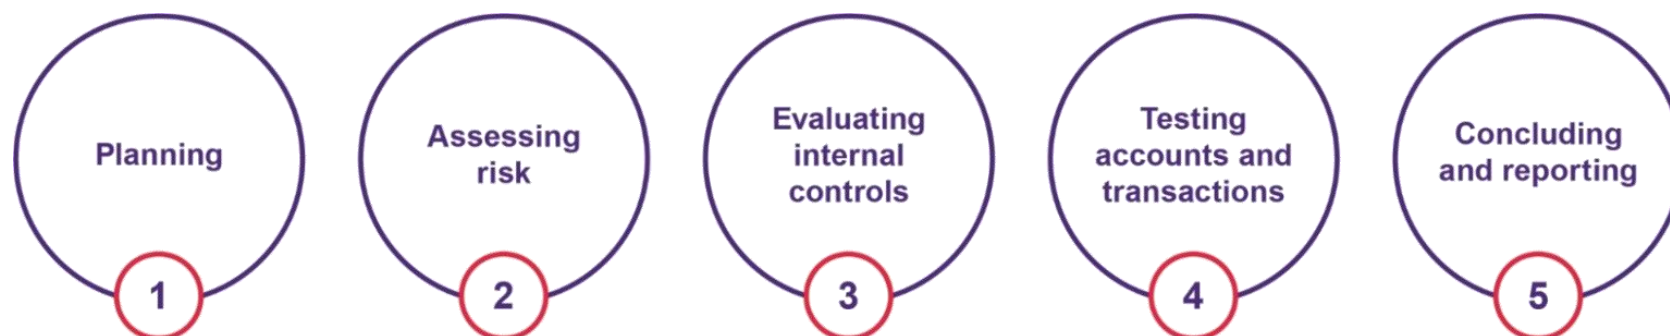 Planning
1
Assessing
risk
2
Evaluating
internal
controls
3
Testing
accounts and
transactions
4
Concluding
and reporting
5